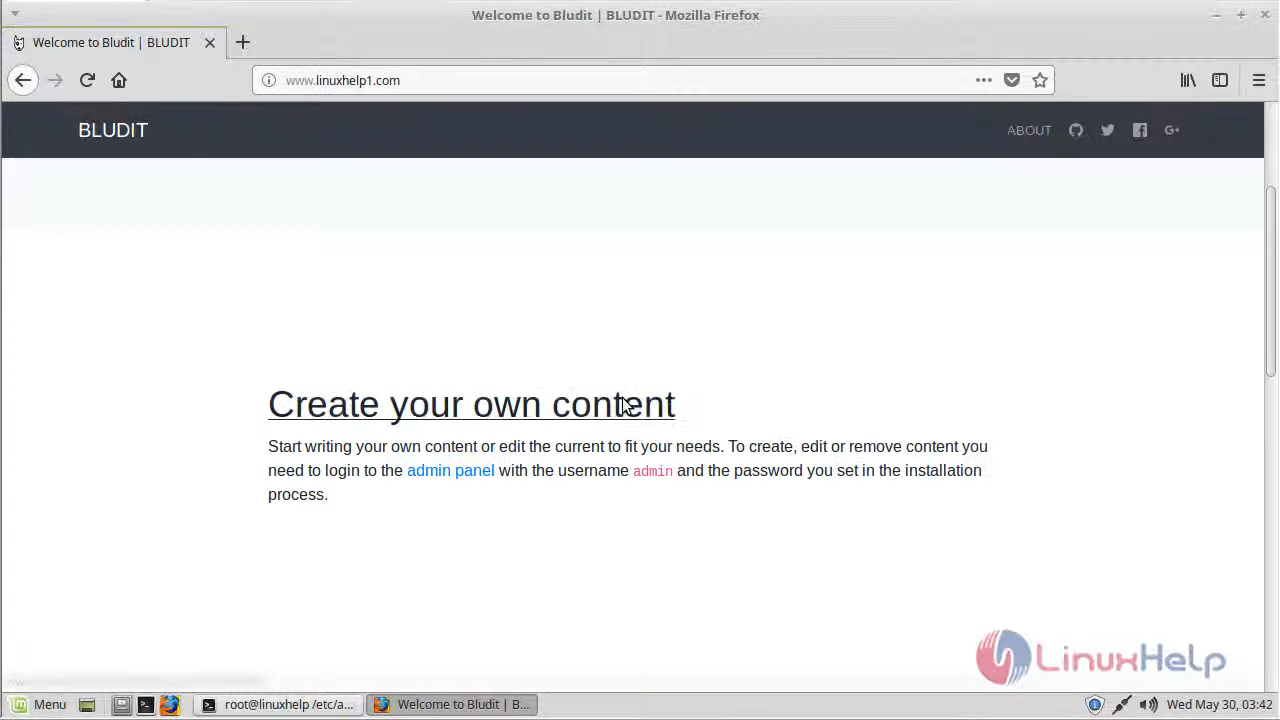 Welcome to Bludit | BLUDIT - Mozilla Firefox
Welcome to Bludit | BLUDIT
www.linuxhelp1.com
BLUDIT
ABOUT
Create your own content
Start writing your own content or edit the current to fit your needs. To create, edit or remove content you
need to login to the admin panel with the username admin and the password you set in the installation
process.
LinuxHelp
Menu
root@linuxhelp /etc/a...
Welcome to Bludit | B...
Wed May 30, 03:42